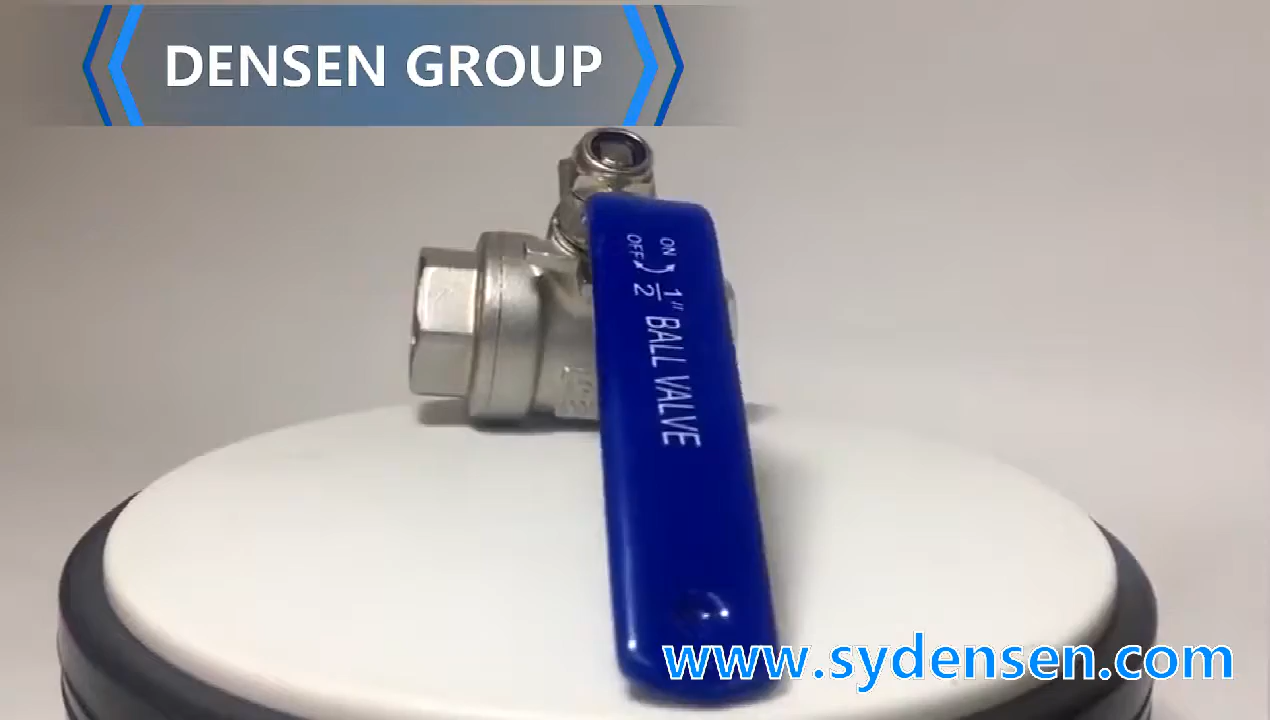 DENSEN GROUP
ON
OFF
1/2" BALL VALVE
www.sydensen.com